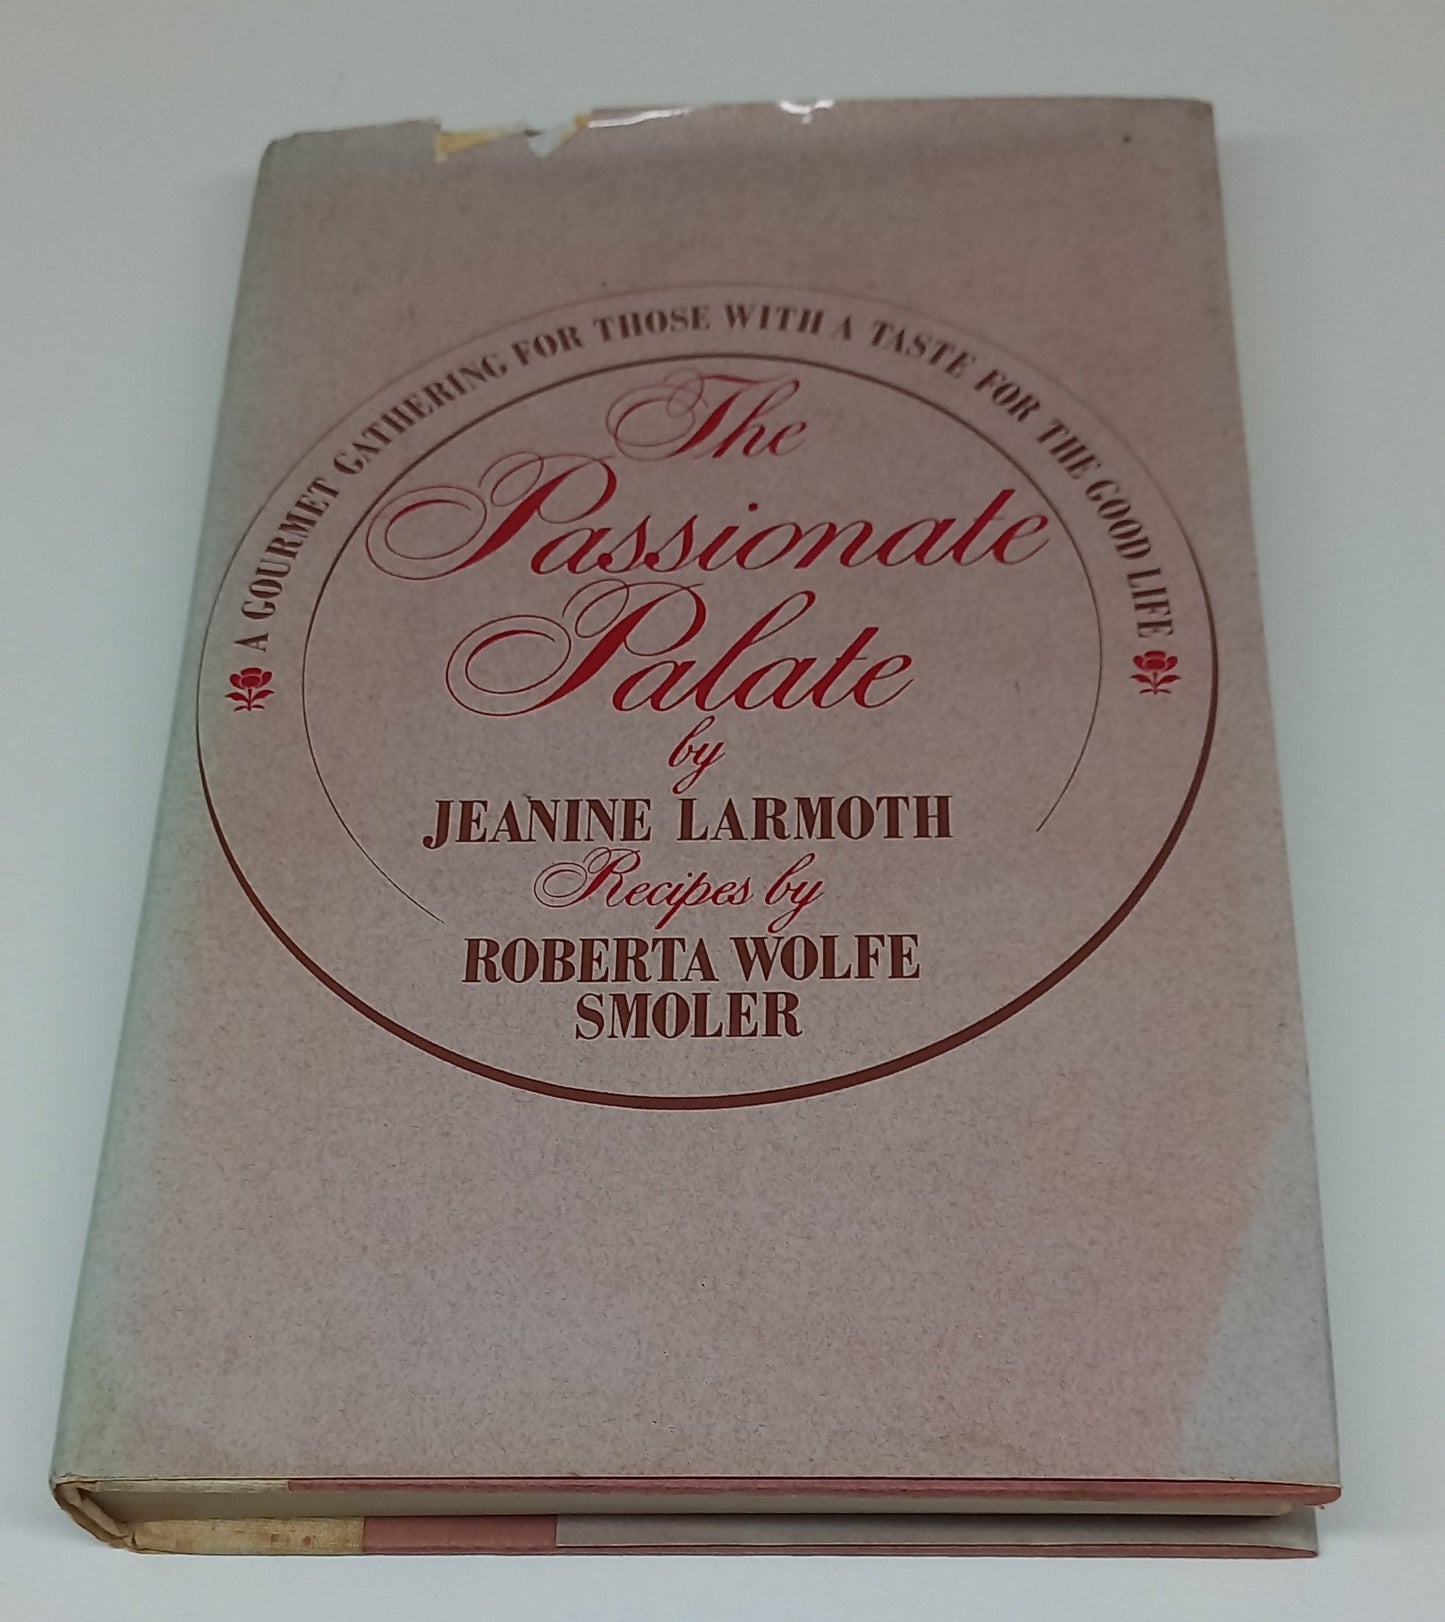 A GOURMET GATHERING FOR THOSE WITH A TASTE FOR THE GOOD LIFE
The
Passionate
Palate
by
JEANINE LARMOTH
Recipes by
ROBERTA WOLFE
SMOLER